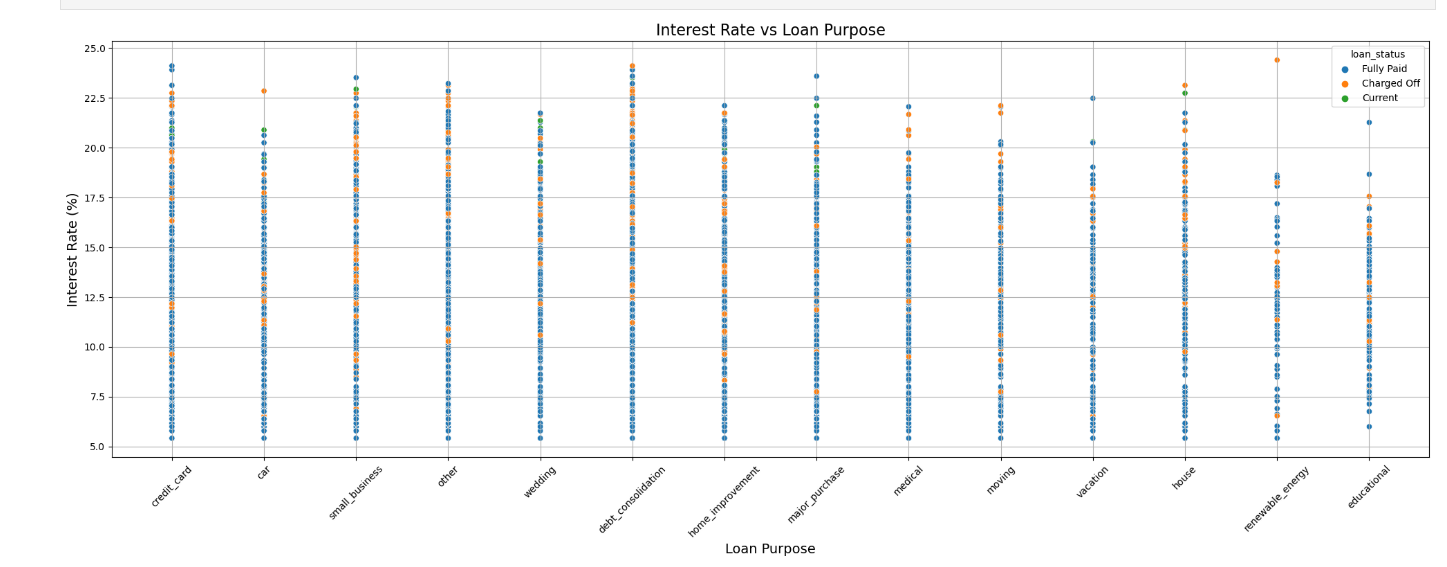 Interest Rate vs Loan Purpose
loan_status
Fully Paid
Charged Off
Current
Interest Rate (%)
25.0
22.5
20.0
17.5
15.0
12.5
10.0
7.5
5.0
credit_card
car
small_business
other
wedding
debt_consolidation
home_improvement
major_purchase
medical
moving
vacation
house
renewable_energy
educational
Loan Purpose